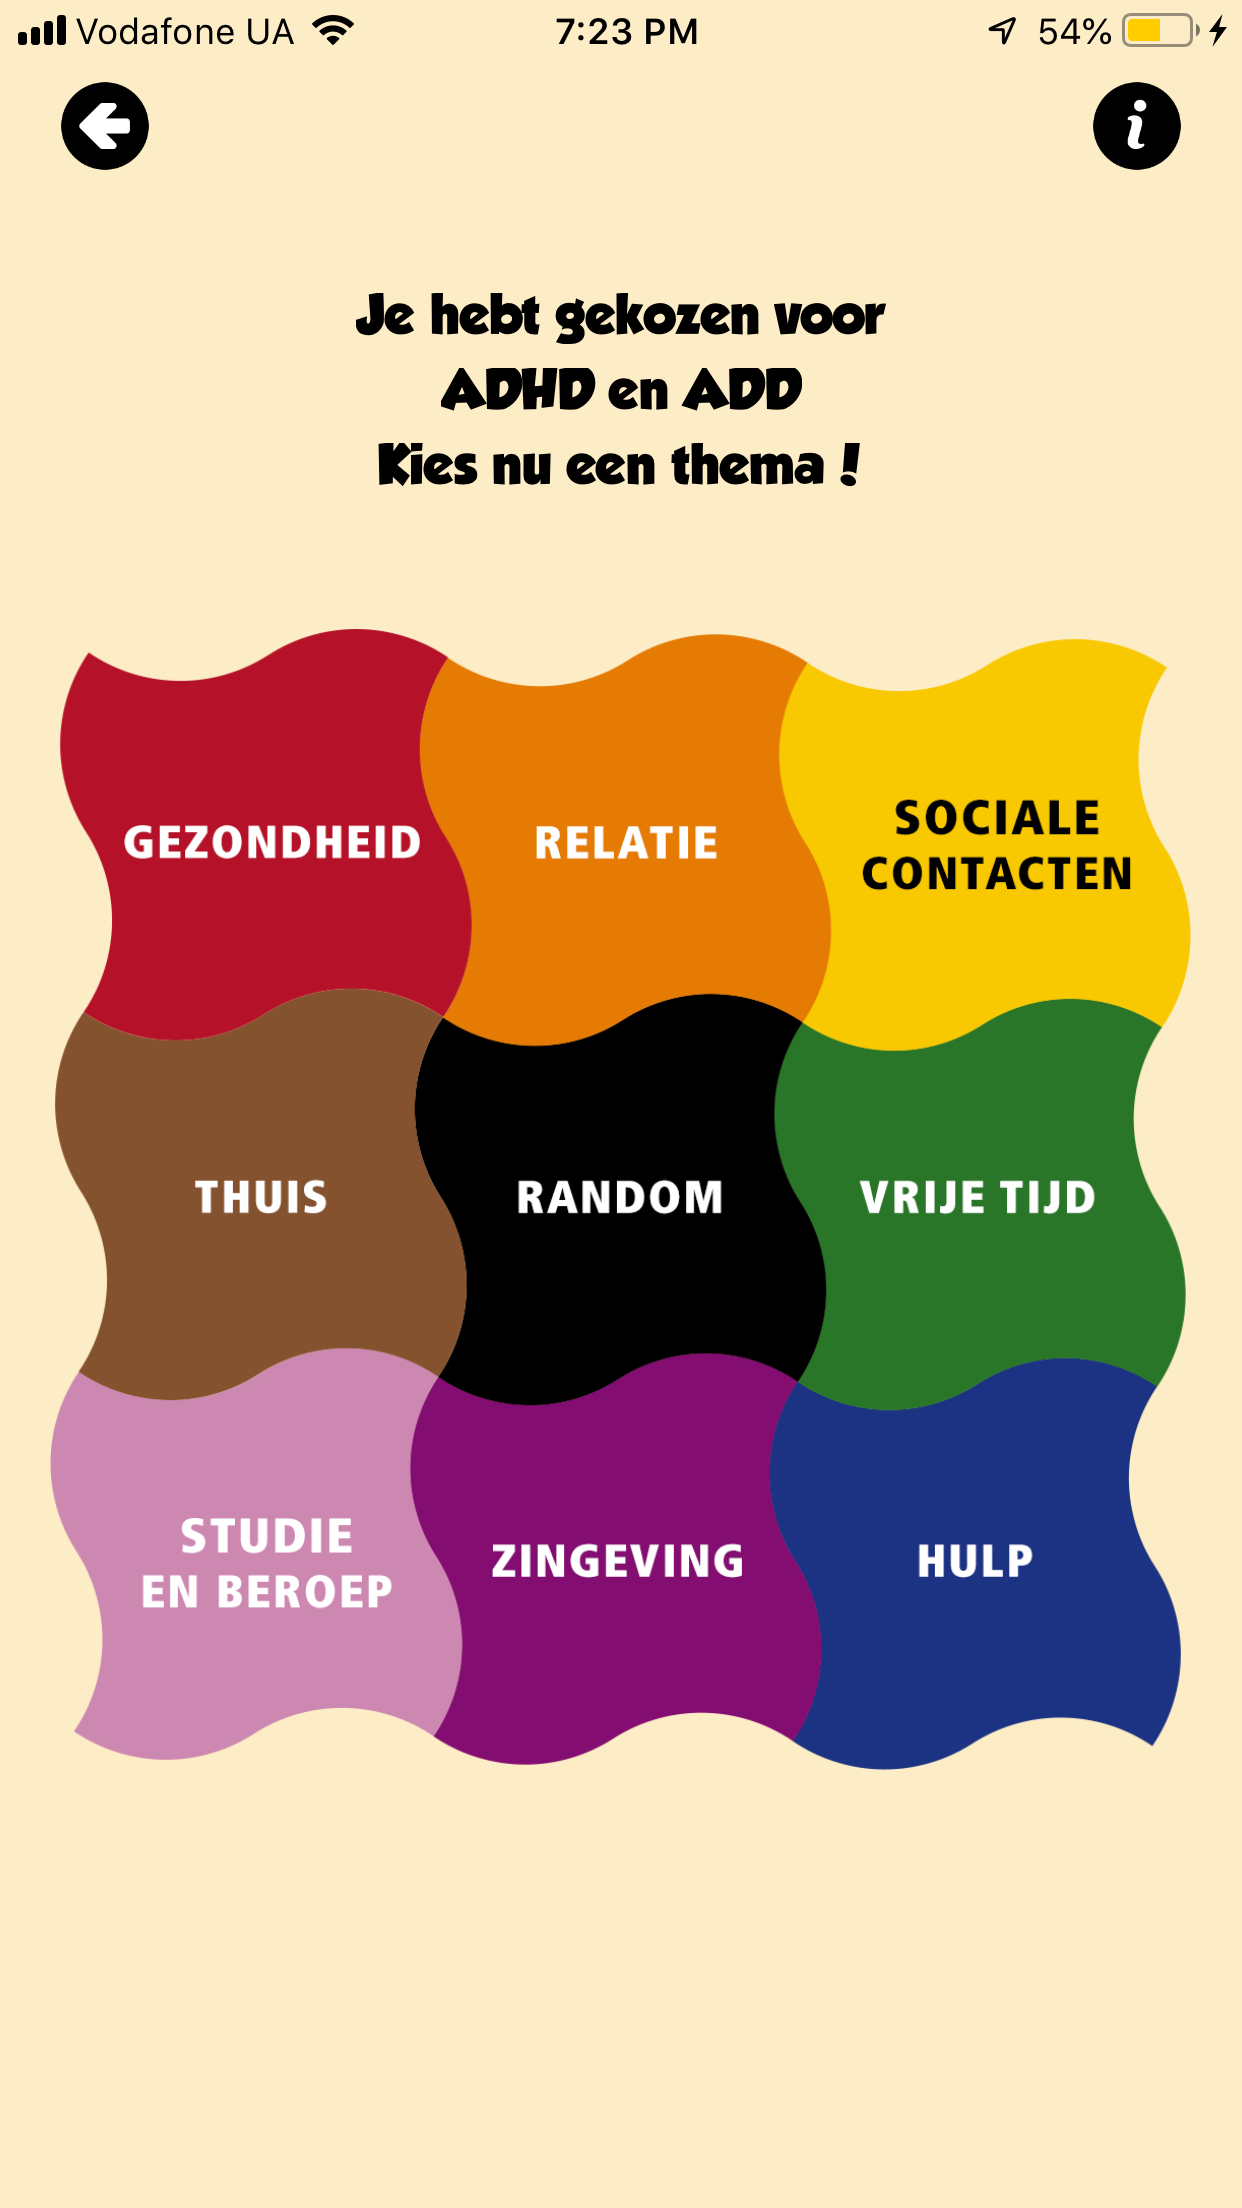 Vodafone UA 7:23 PM 54%
i
Je hebt gekozen voor
ADHD en ADD
Kies nu een thema !
GEZONDHEID
RELATIE
SOCIALE
CONTACTEN
THUIS
RANDOM
VRIJE TIJD
STUDIE
EN BEROEP
ZINGEVING
HULP